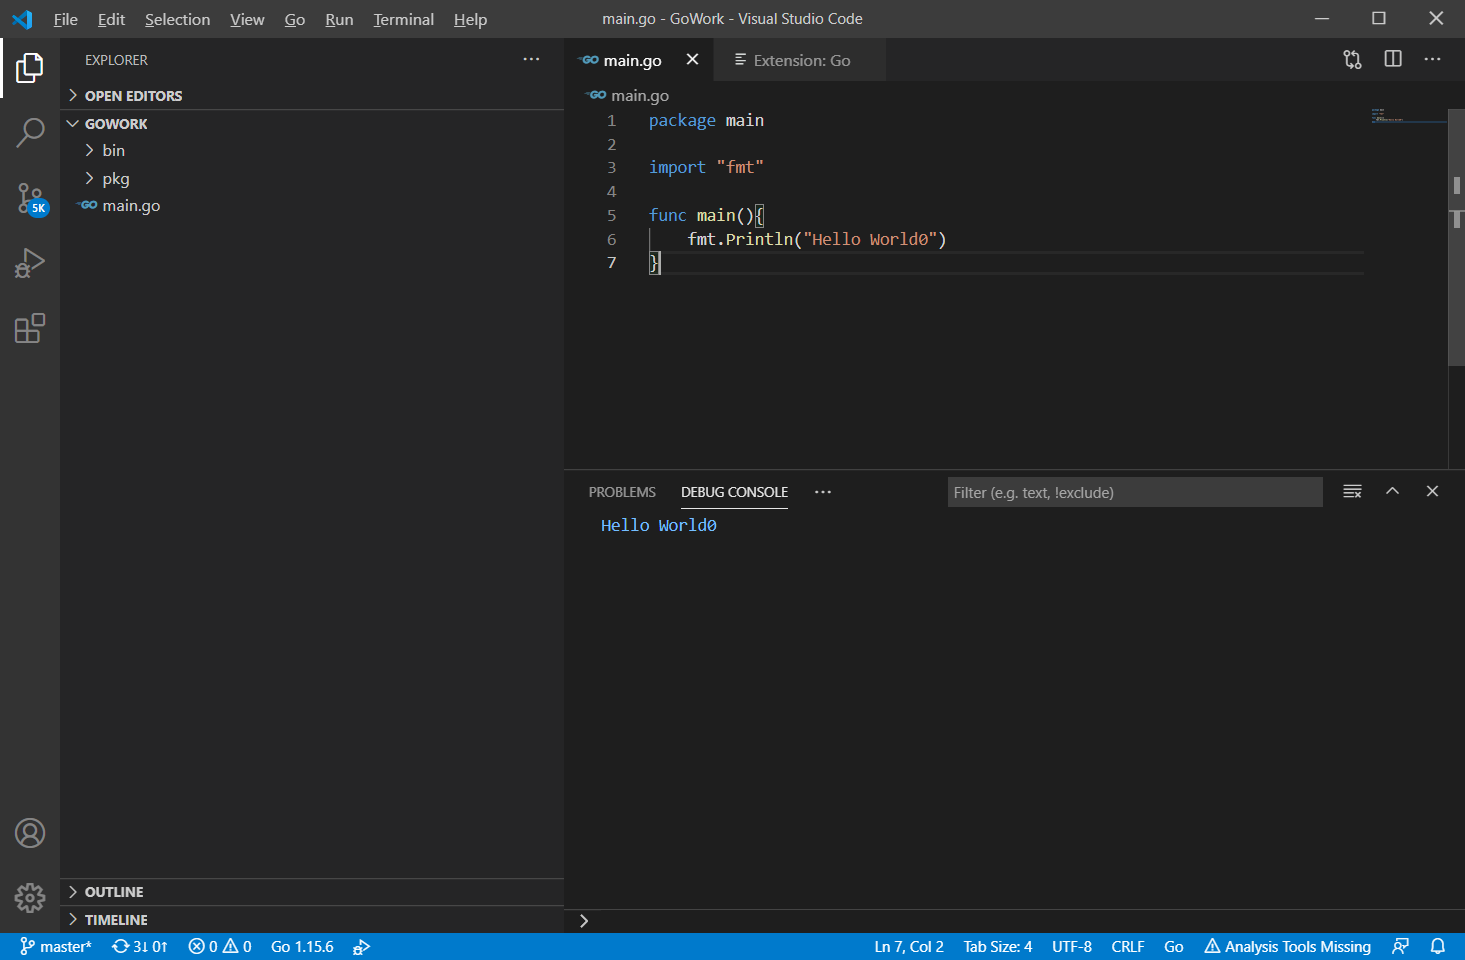 File Edit Selection View Go Run Terminal Help main.go - GoWork - Visual Studio Code
EXPLORER
OPEN EDITORS
GOWORK
bin
pkg
GO main.go
5K
OUTLINE
TIMELINE
GO main.go Extension: Go
GO main.go
1 package main
2
3 import "fmt"
4
5 func main(){
6 fmt.Println("Hello World0")
7 }
PROBLEMS DEBUG CONSOLE Filter (e.g. text, !exclude)
Hello World0
master* 3↓ 0↑ 0 0 Go 1.15.6 Ln 7, Col 2 Tab Size: 4 UTF-8 CRLF Go Analysis Tools Missing